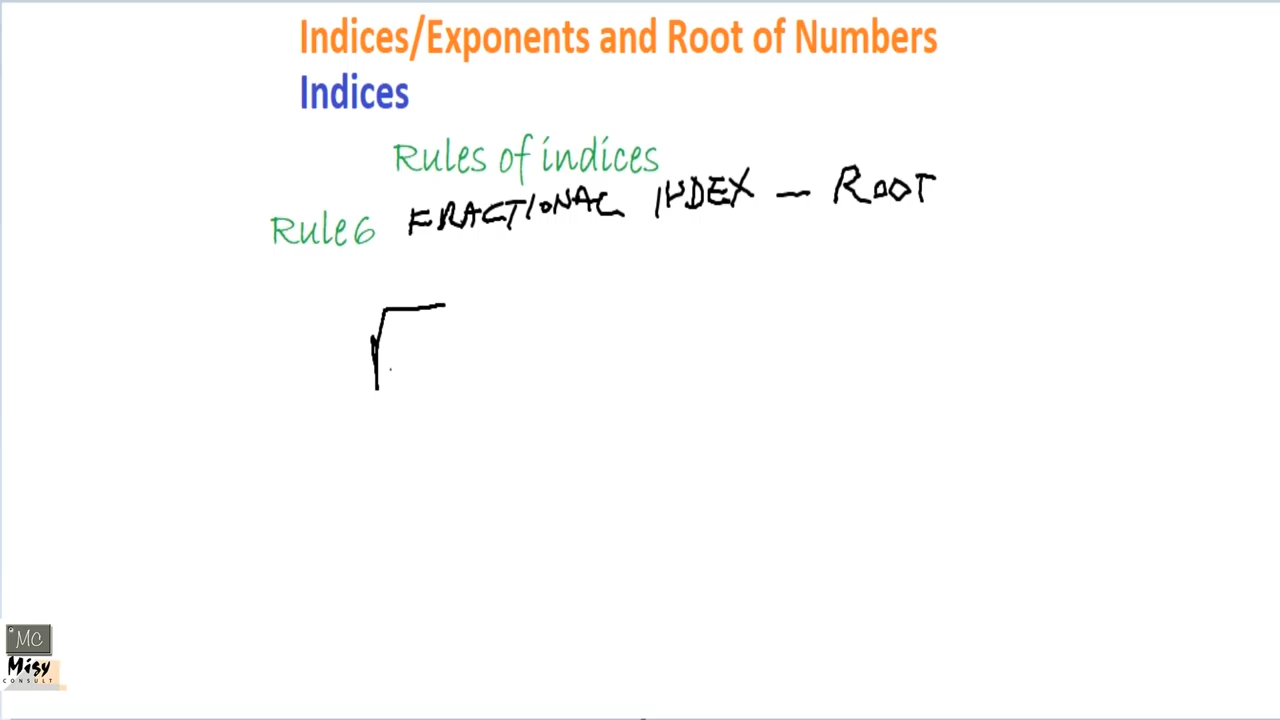 Indices/Exponents and Root of Numbers
Indices
Rules of indices
Rule 6 FRACTIONAL INDEX – ROOT
√
MC
Misy
CONSULT